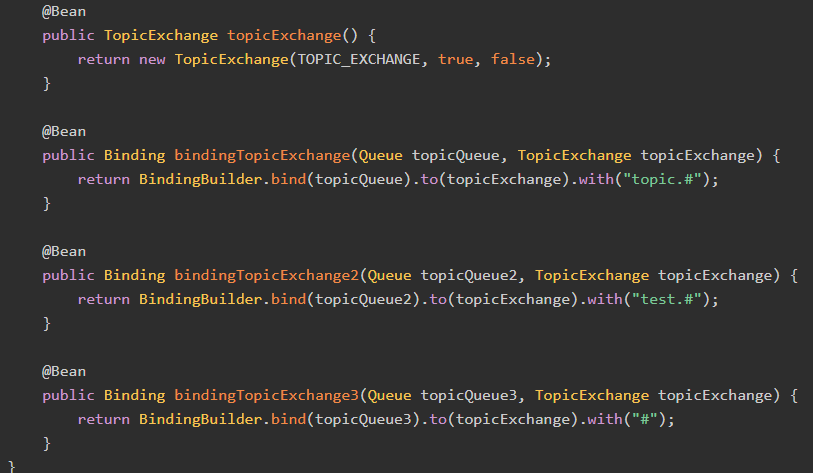 @Bean
public TopicExchange topicExchange() {
return new TopicExchange(TOPIC_EXCHANGE, true, false);
}
@Bean
public Binding bindingTopicExchange(Queue topicQueue, TopicExchange topicExchange) {
return BindingBuilder.bind(topicQueue).to(topicExchange).with("topic.#");
}
@Bean
public Binding bindingTopicExchange2(Queue topicQueue2, TopicExchange topicExchange) {
return BindingBuilder.bind(topicQueue2).to(topicExchange).with("test.#");
}
@Bean
public Binding bindingTopicExchange3(Queue topicQueue3, TopicExchange topicExchange) {
return BindingBuilder.bind(topicQueue3).to(topicExchange).with("#");
}
}